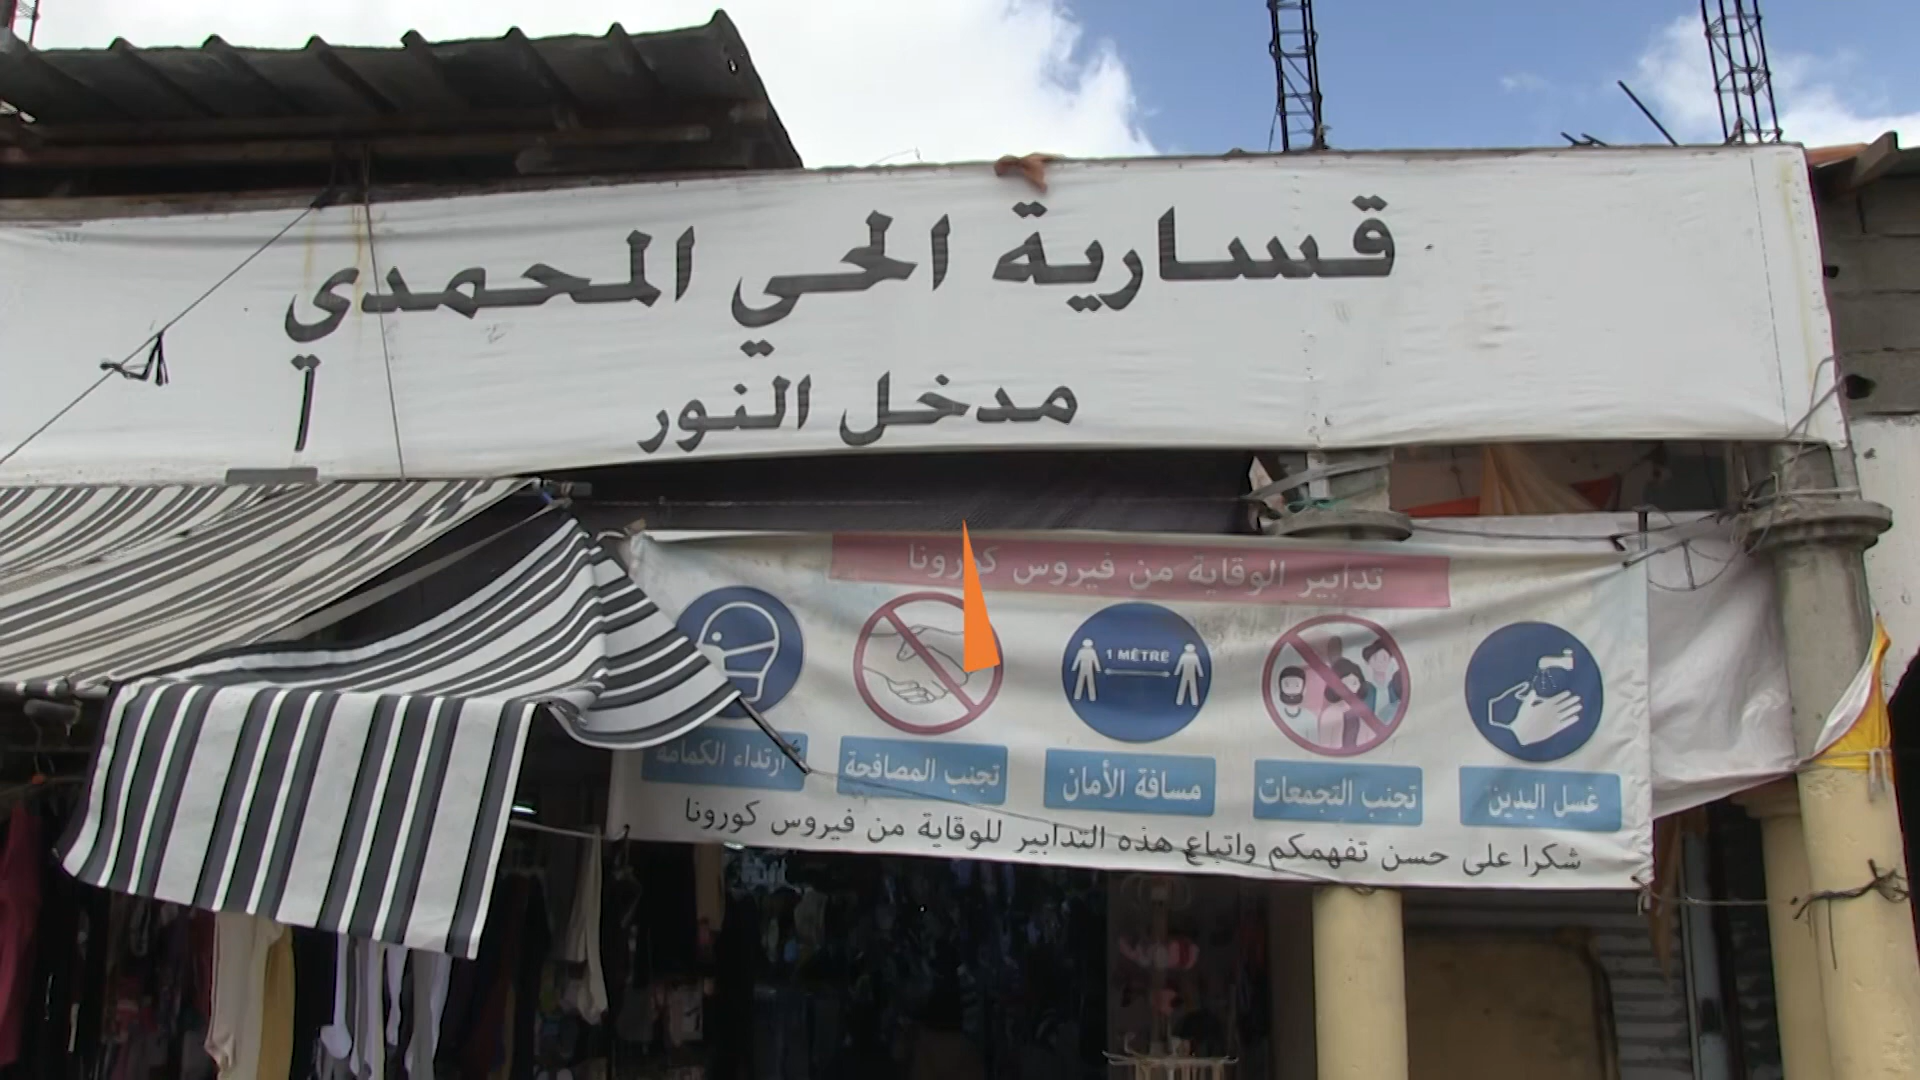 قسارية الحي المحمدي
مدخل النور
تدابير الوقاية من فيروس كورونا
1 MÈTRE
غسل اليدين
تجنب التجمعات
مسافة الأمان
تجنب المصافحة
ارتداء الكمامة
شكرا على حسن تفهمكم واتباع هذه التدابير للوقاية من فيروس كورونا